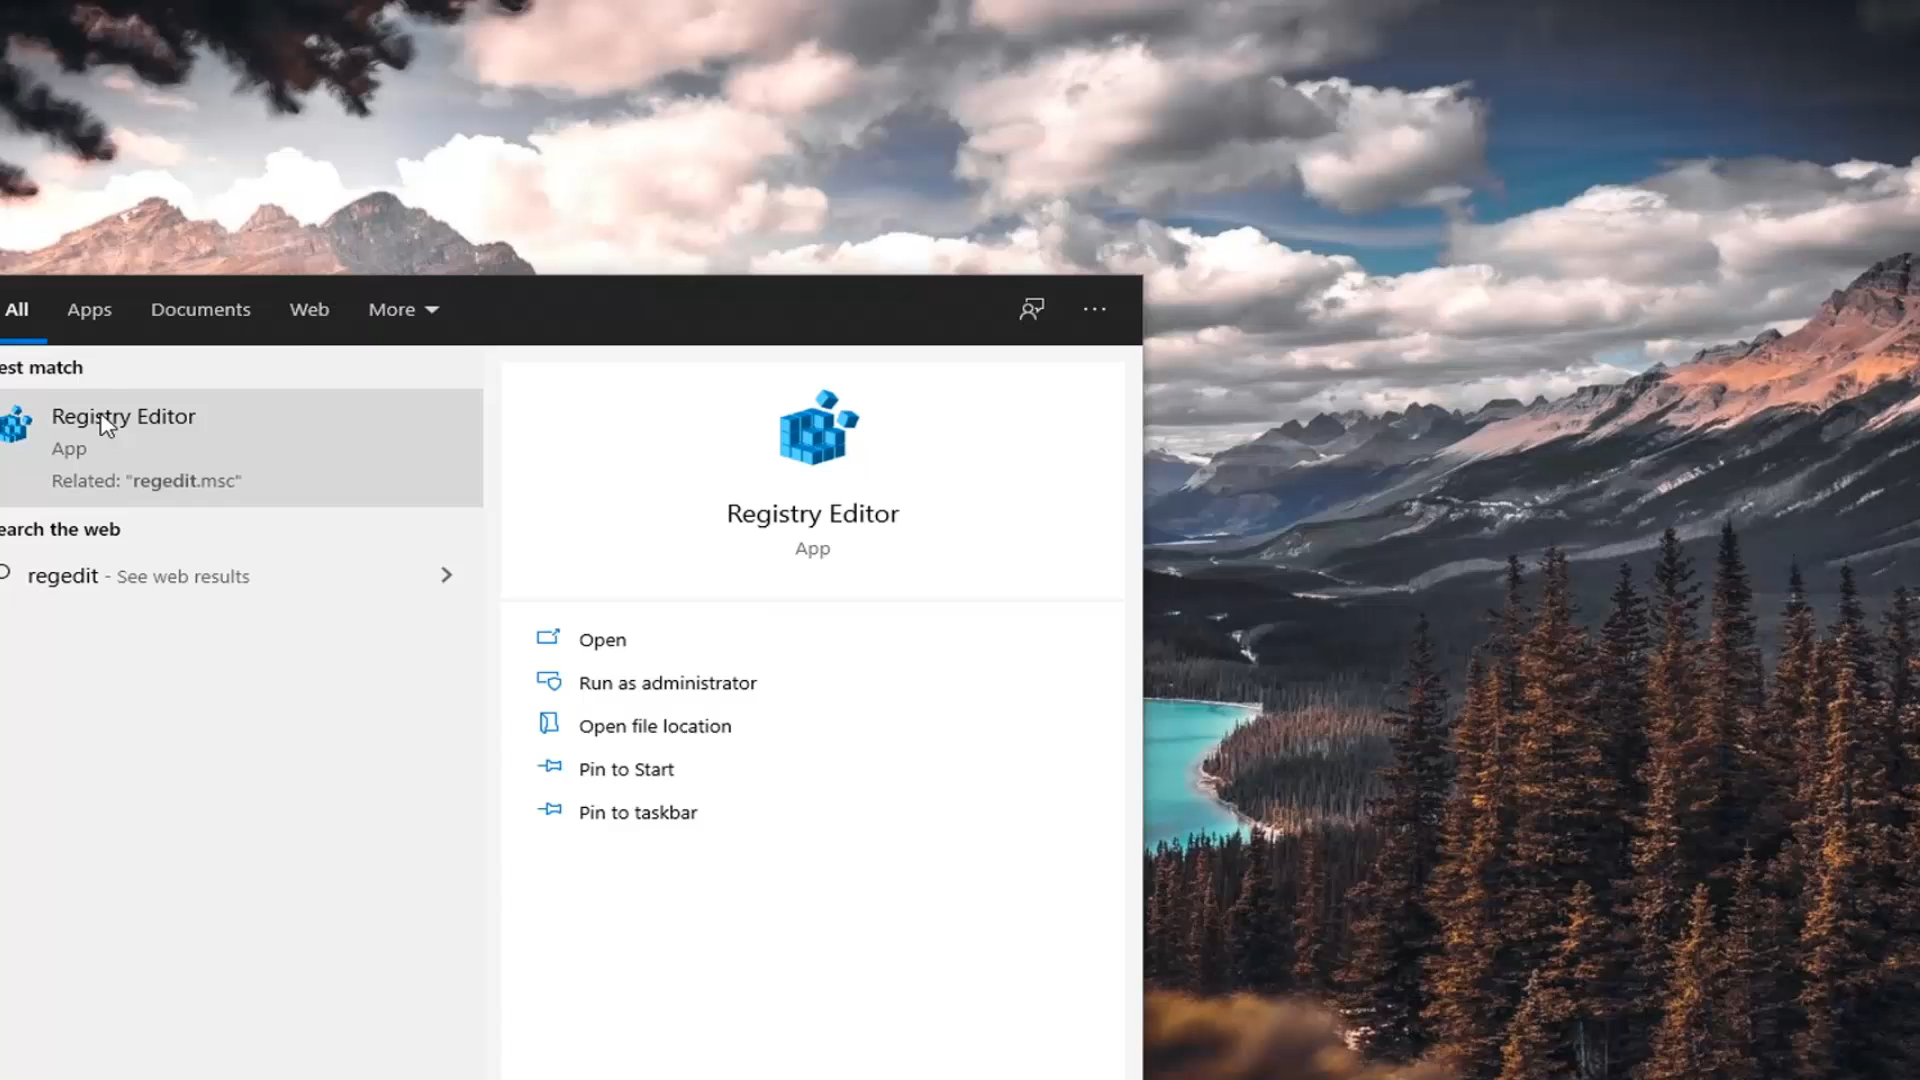 All Apps Documents Web More
est match
Registry Editor
App
Related: "regedit.msc"
earch the web
regedit - See web results
Registry Editor
App
Open
Run as administrator
Open file location
Pin to Start
Pin to taskbar